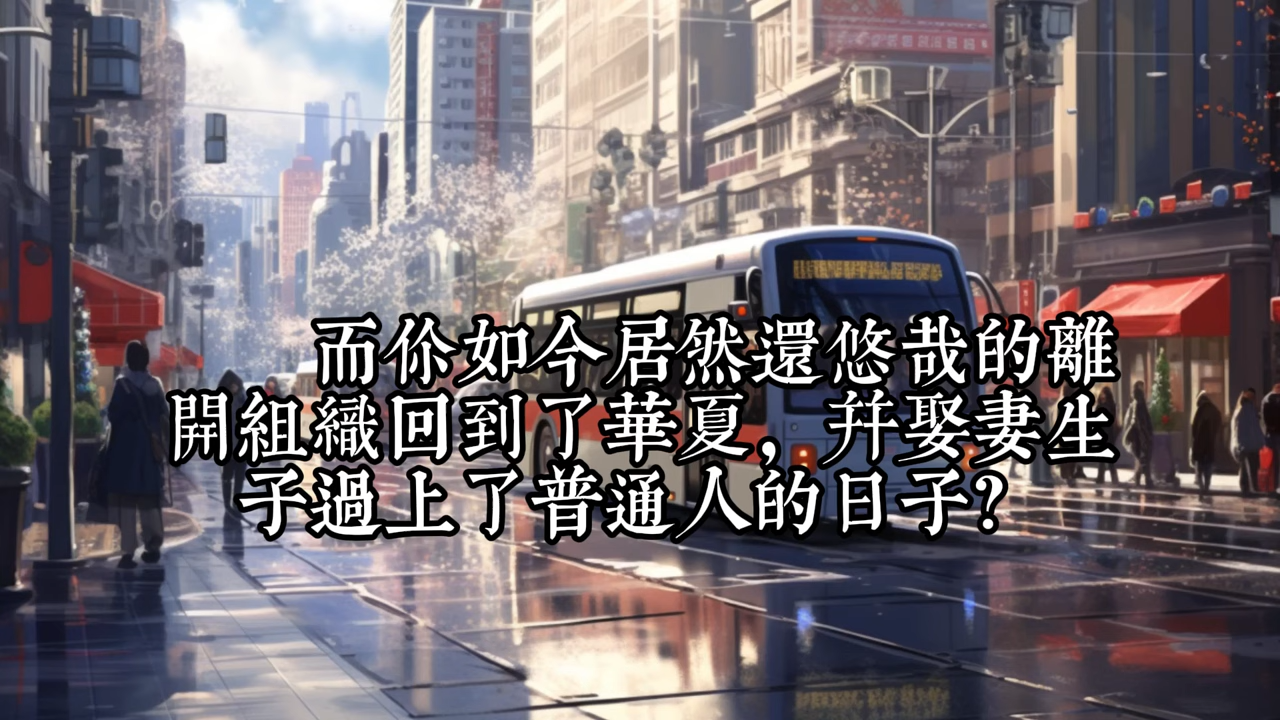 而你如今居然還悠哉的離
開組織回到了華夏，并娶妻生
子過上了普通人的日子？